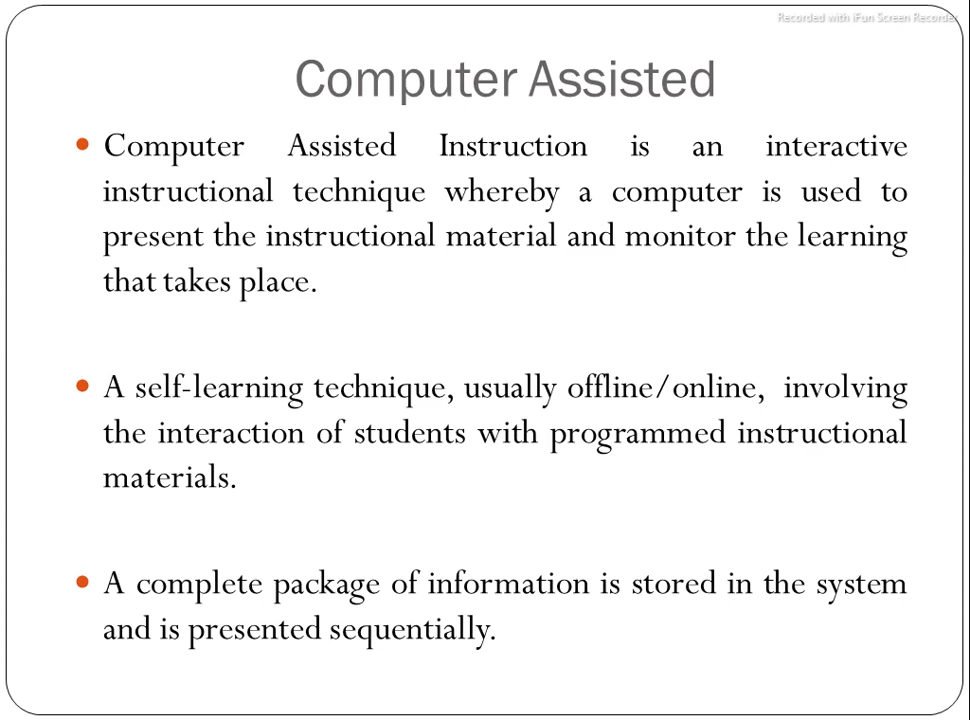 Recorded with iFun Screen Recorder
Computer Assisted
• Computer Assisted Instruction is an interactive
instructional technique whereby a computer is used to
present the instructional material and monitor the learning
that takes place.
• A self-learning technique, usually offline/online, involving
the interaction of students with programmed instructional
materials.
• A complete package of information is stored in the system
and is presented sequentially.